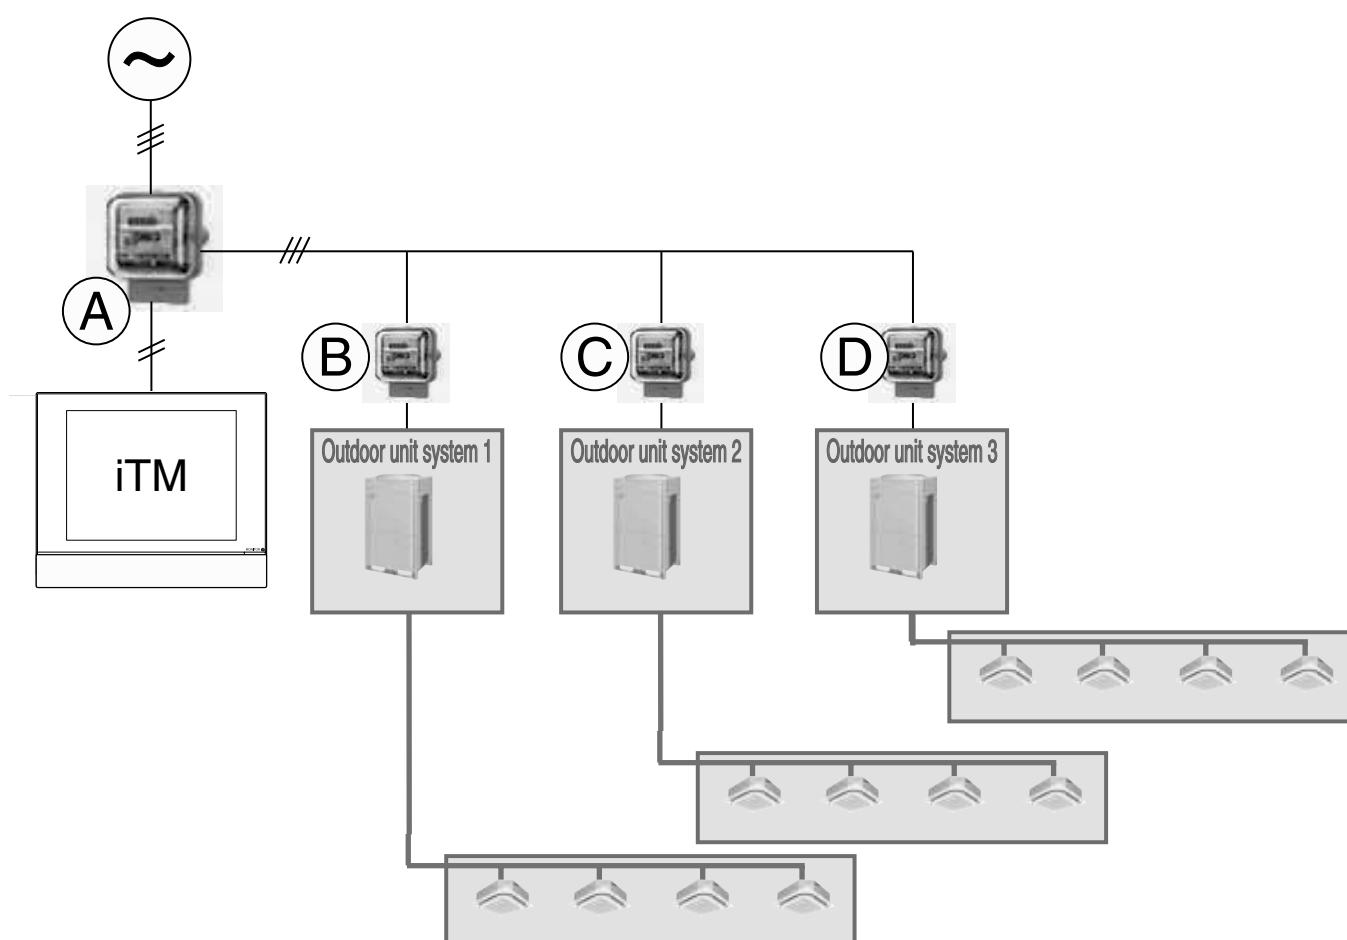 A
B
C
D
iTM
Outdoor unit system 1
Outdoor unit system 2
Outdoor unit system 3